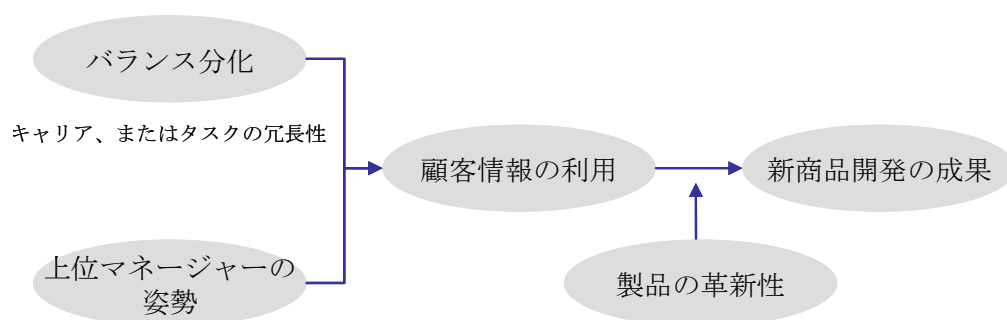 バランス分化
キャリア、またはタスクの冗長性
顧客情報の利用
新商品開発の成果
上位マネージャーの
姿勢
製品の革新性